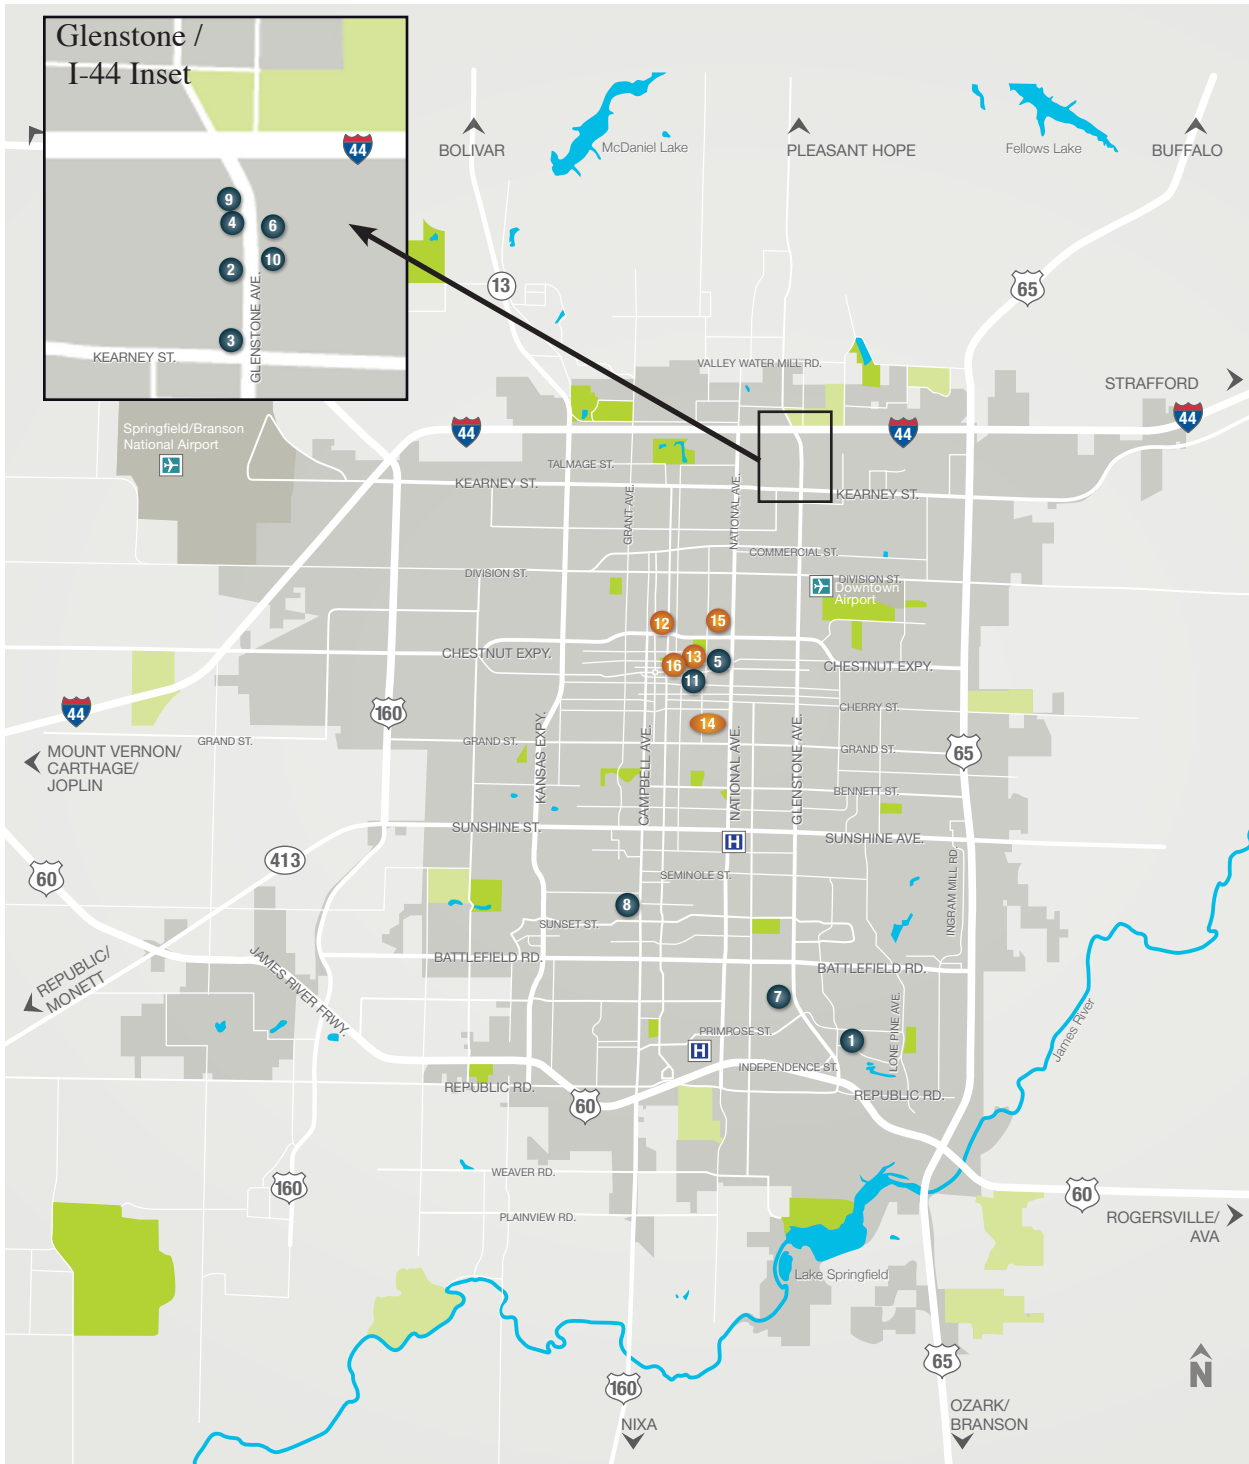 Glenstone /
I-44 Inset
44
9
4
6
10
2
3
GLENSTONE AVE.
KEARNEY ST.
BOLIVAR
McDaniel Lake
PLEASANT HOPE
Fellows Lake
BUFFALO
13
65
VALLEY WATER MILL RD.
STRAFFORD
44
44
44
Springfield/Branson
National Airport
TALMAGE ST.
KEARNEY ST.
KEARNEY ST.
GRANT AVE.
NATIONAL AVE.
COMMERCIAL ST.
DIVISION ST.
DIVISION ST.
Downtown
Airport
12
15
CHESTNUT EXPY.
13
16
5
11
CHESTNUT EXPY.
44
160
CHERRY ST.
14
GRAND ST.
GRAND ST.
GRAND ST.
65
MOUNT VERNON/
CARTHAGE/
JOPLIN
KANSAS EXPY.
CAMPBELL AVE.
NATIONAL AVE.
GLENSTONE AVE.
BENNETT ST.
SUNSHINE ST.
SUNSHINE AVE.
H
413
60
SEMINOLE ST.
INGRAM MILL RD.
8
SUNSET ST.
BATTLEFIELD RD.
BATTLEFIELD RD.
REPUBLIC/
MONETT
JAMES RIVER FRWY.
7
PRIMROSE ST.
1
LONE PINE AVE.
James River
H
INDEPENDENCE ST.
REPUBLIC RD.
REPUBLIC RD.
60
WEAVER RD.
160
60
PLAINVIEW RD.
ROGERSVILLE/
AVA
Lake Springfield
65
N
160
NIXA
OZARK/
BRANSON